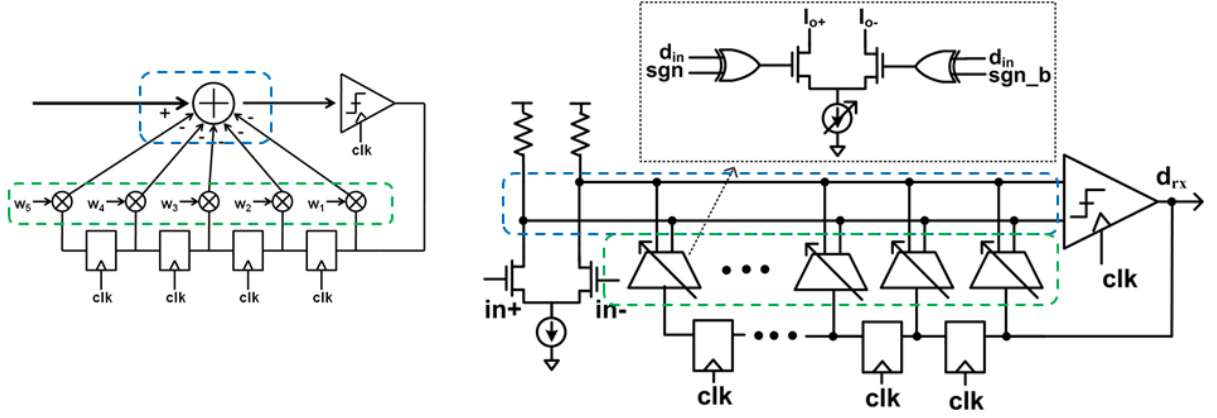 +
-
-
-
-
-
clk
w5
w4
w3
w2
w1
clk
clk
clk
clk
Io+
Io-
din
sgn
din
sgn_b
drx
clk
in+
in-
clk
clk
clk